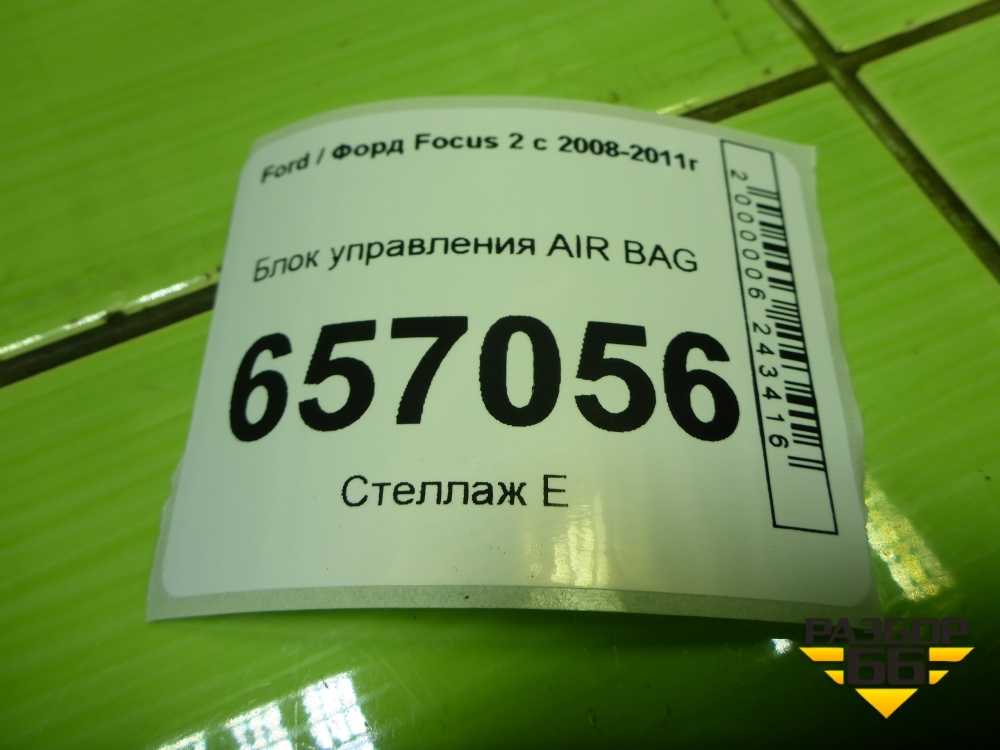 Ford / Форд Focus 2 с 2008-2011г
Блок управления AIR BAG
657056
Стеллаж Е
2000006243416
РАЗБОР
66